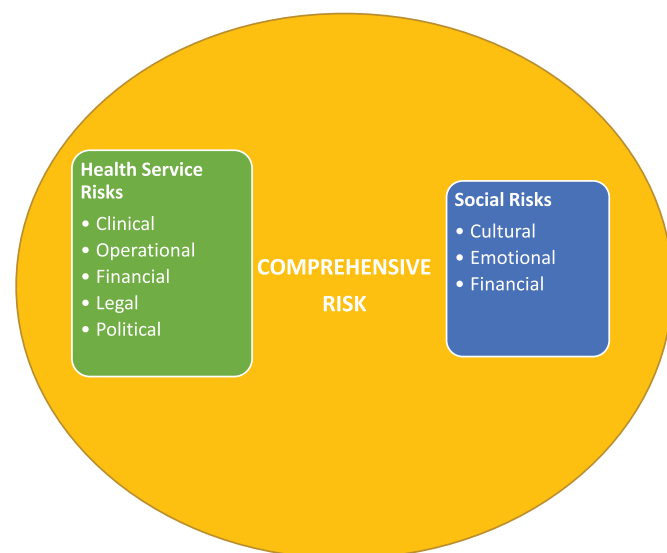 Health Service
Risks
• Clinical
• Operational
• Financial
• Legal
• Political
COMPREHENSIVE
RISK
Social Risks
• Cultural
• Emotional
• Financial